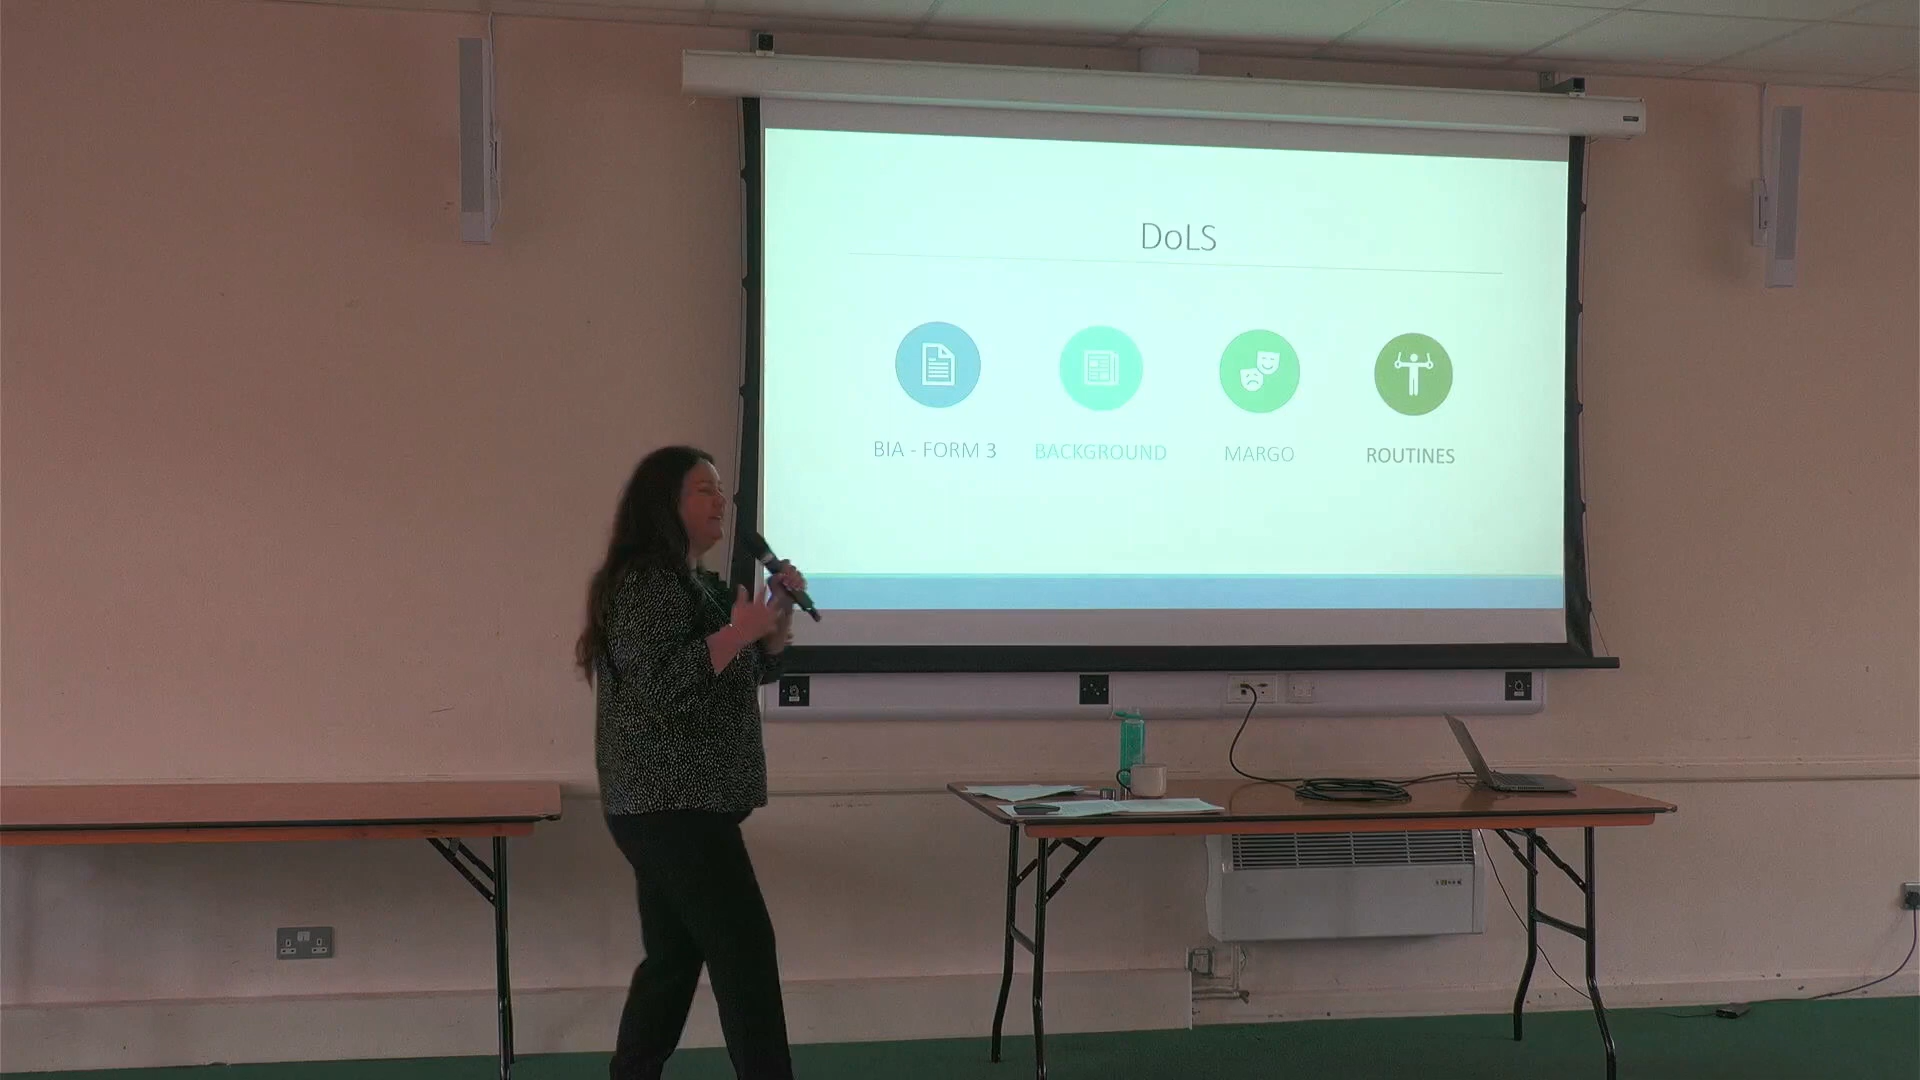 DoLS
BIA - FORM 3
BACKGROUND
MARGO
ROUTINES